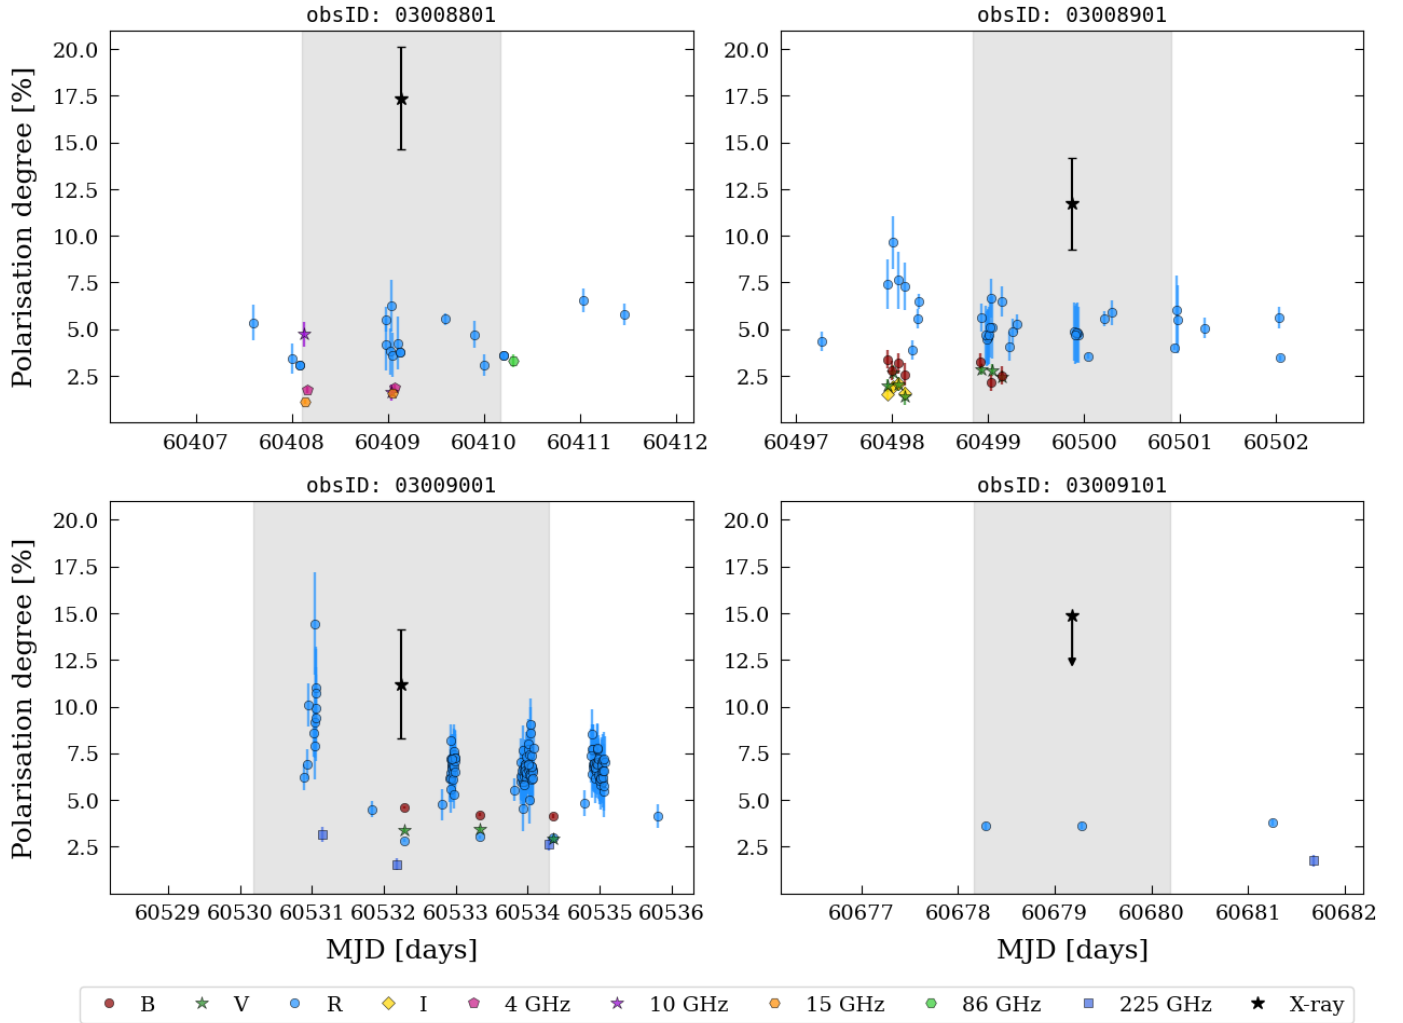 obsID: 03008801
obsID: 03008901
Polarisation degree [%]
20.0
17.5
15.0
12.5
10.0
7.5
5.0
2.5
60407 60408 60409 60410 60411 60412
20.0
17.5
15.0
12.5
10.0
7.5
5.0
2.5
60497 60498 60499 60500 60501 60502
obsID: 03009001
obsID: 03009101
Polarisation degree [%]
20.0
17.5
15.0
12.5
10.0
7.5
5.0
2.5
60529 60530 60531 60532 60533 60534 60535 60536
MJD [days]
20.0
17.5
15.0
12.5
10.0
7.5
5.0
2.5
60677 60678 60679 60680 60681 60682
MJD [days]
B V R I 4 GHz 10 GHz 15 GHz 86 GHz 225 GHz X-ray